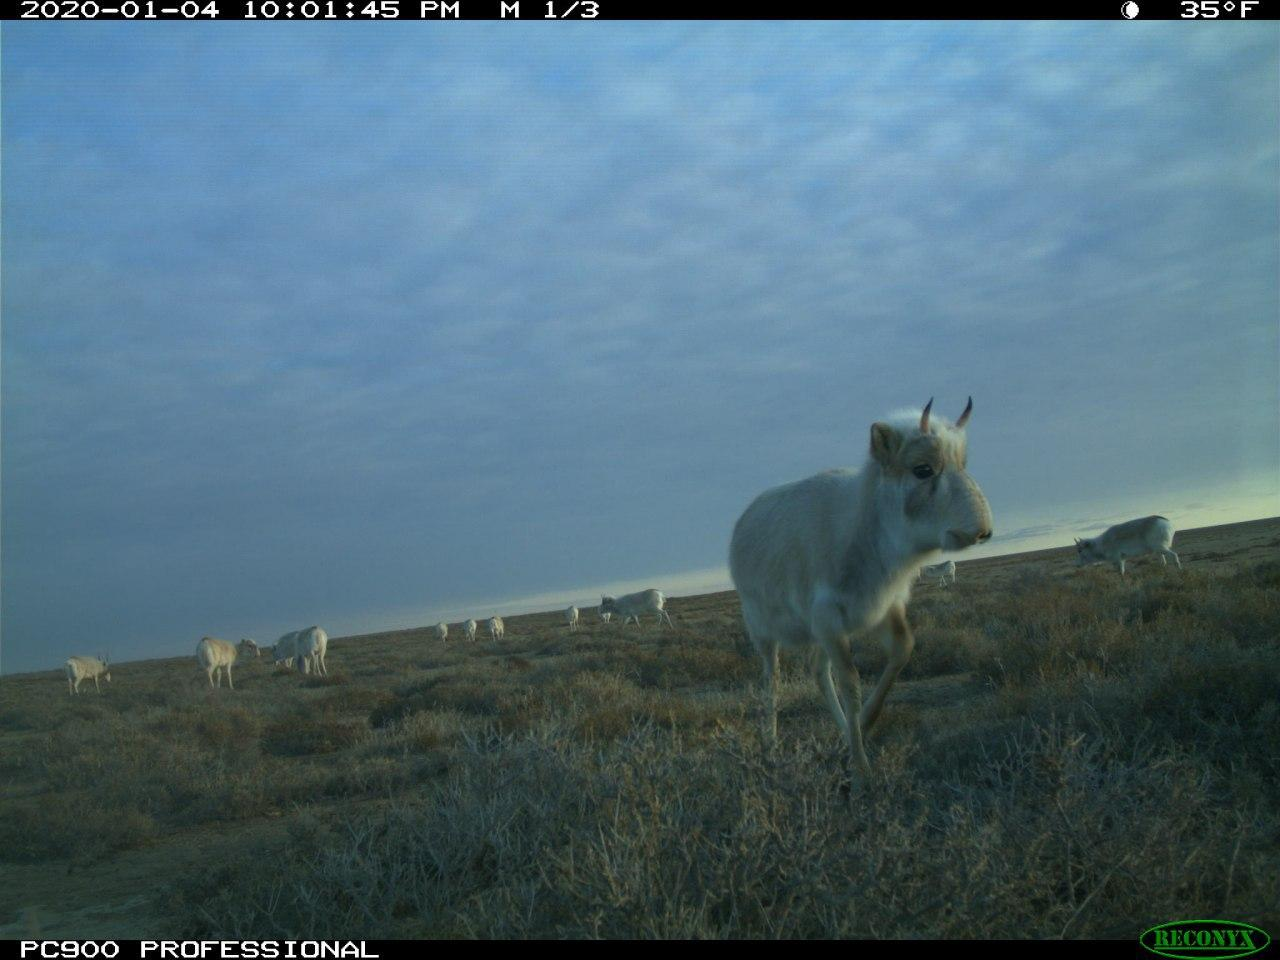 2020-01-04 10:01:45 PM M 1/3 35°F
PC900 PROFESSIONAL RECONYX